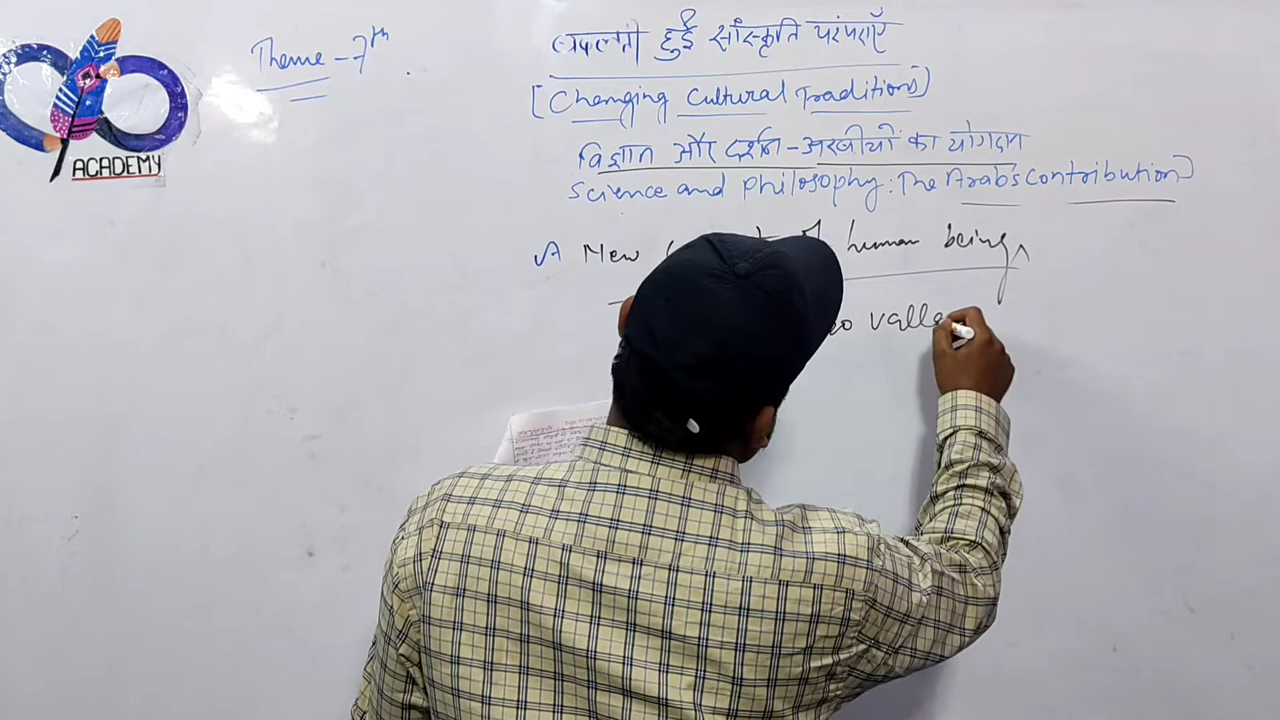 ACADEMY
Theme - 7th
बदलती हुई सांस्कृति परंपराएँ
[Changing Cultural Traditions]
विज्ञान और दर्शन - अरबीयों का योगदान
Science and Philosophy: The Arab's Contribution]
New of human being
valle